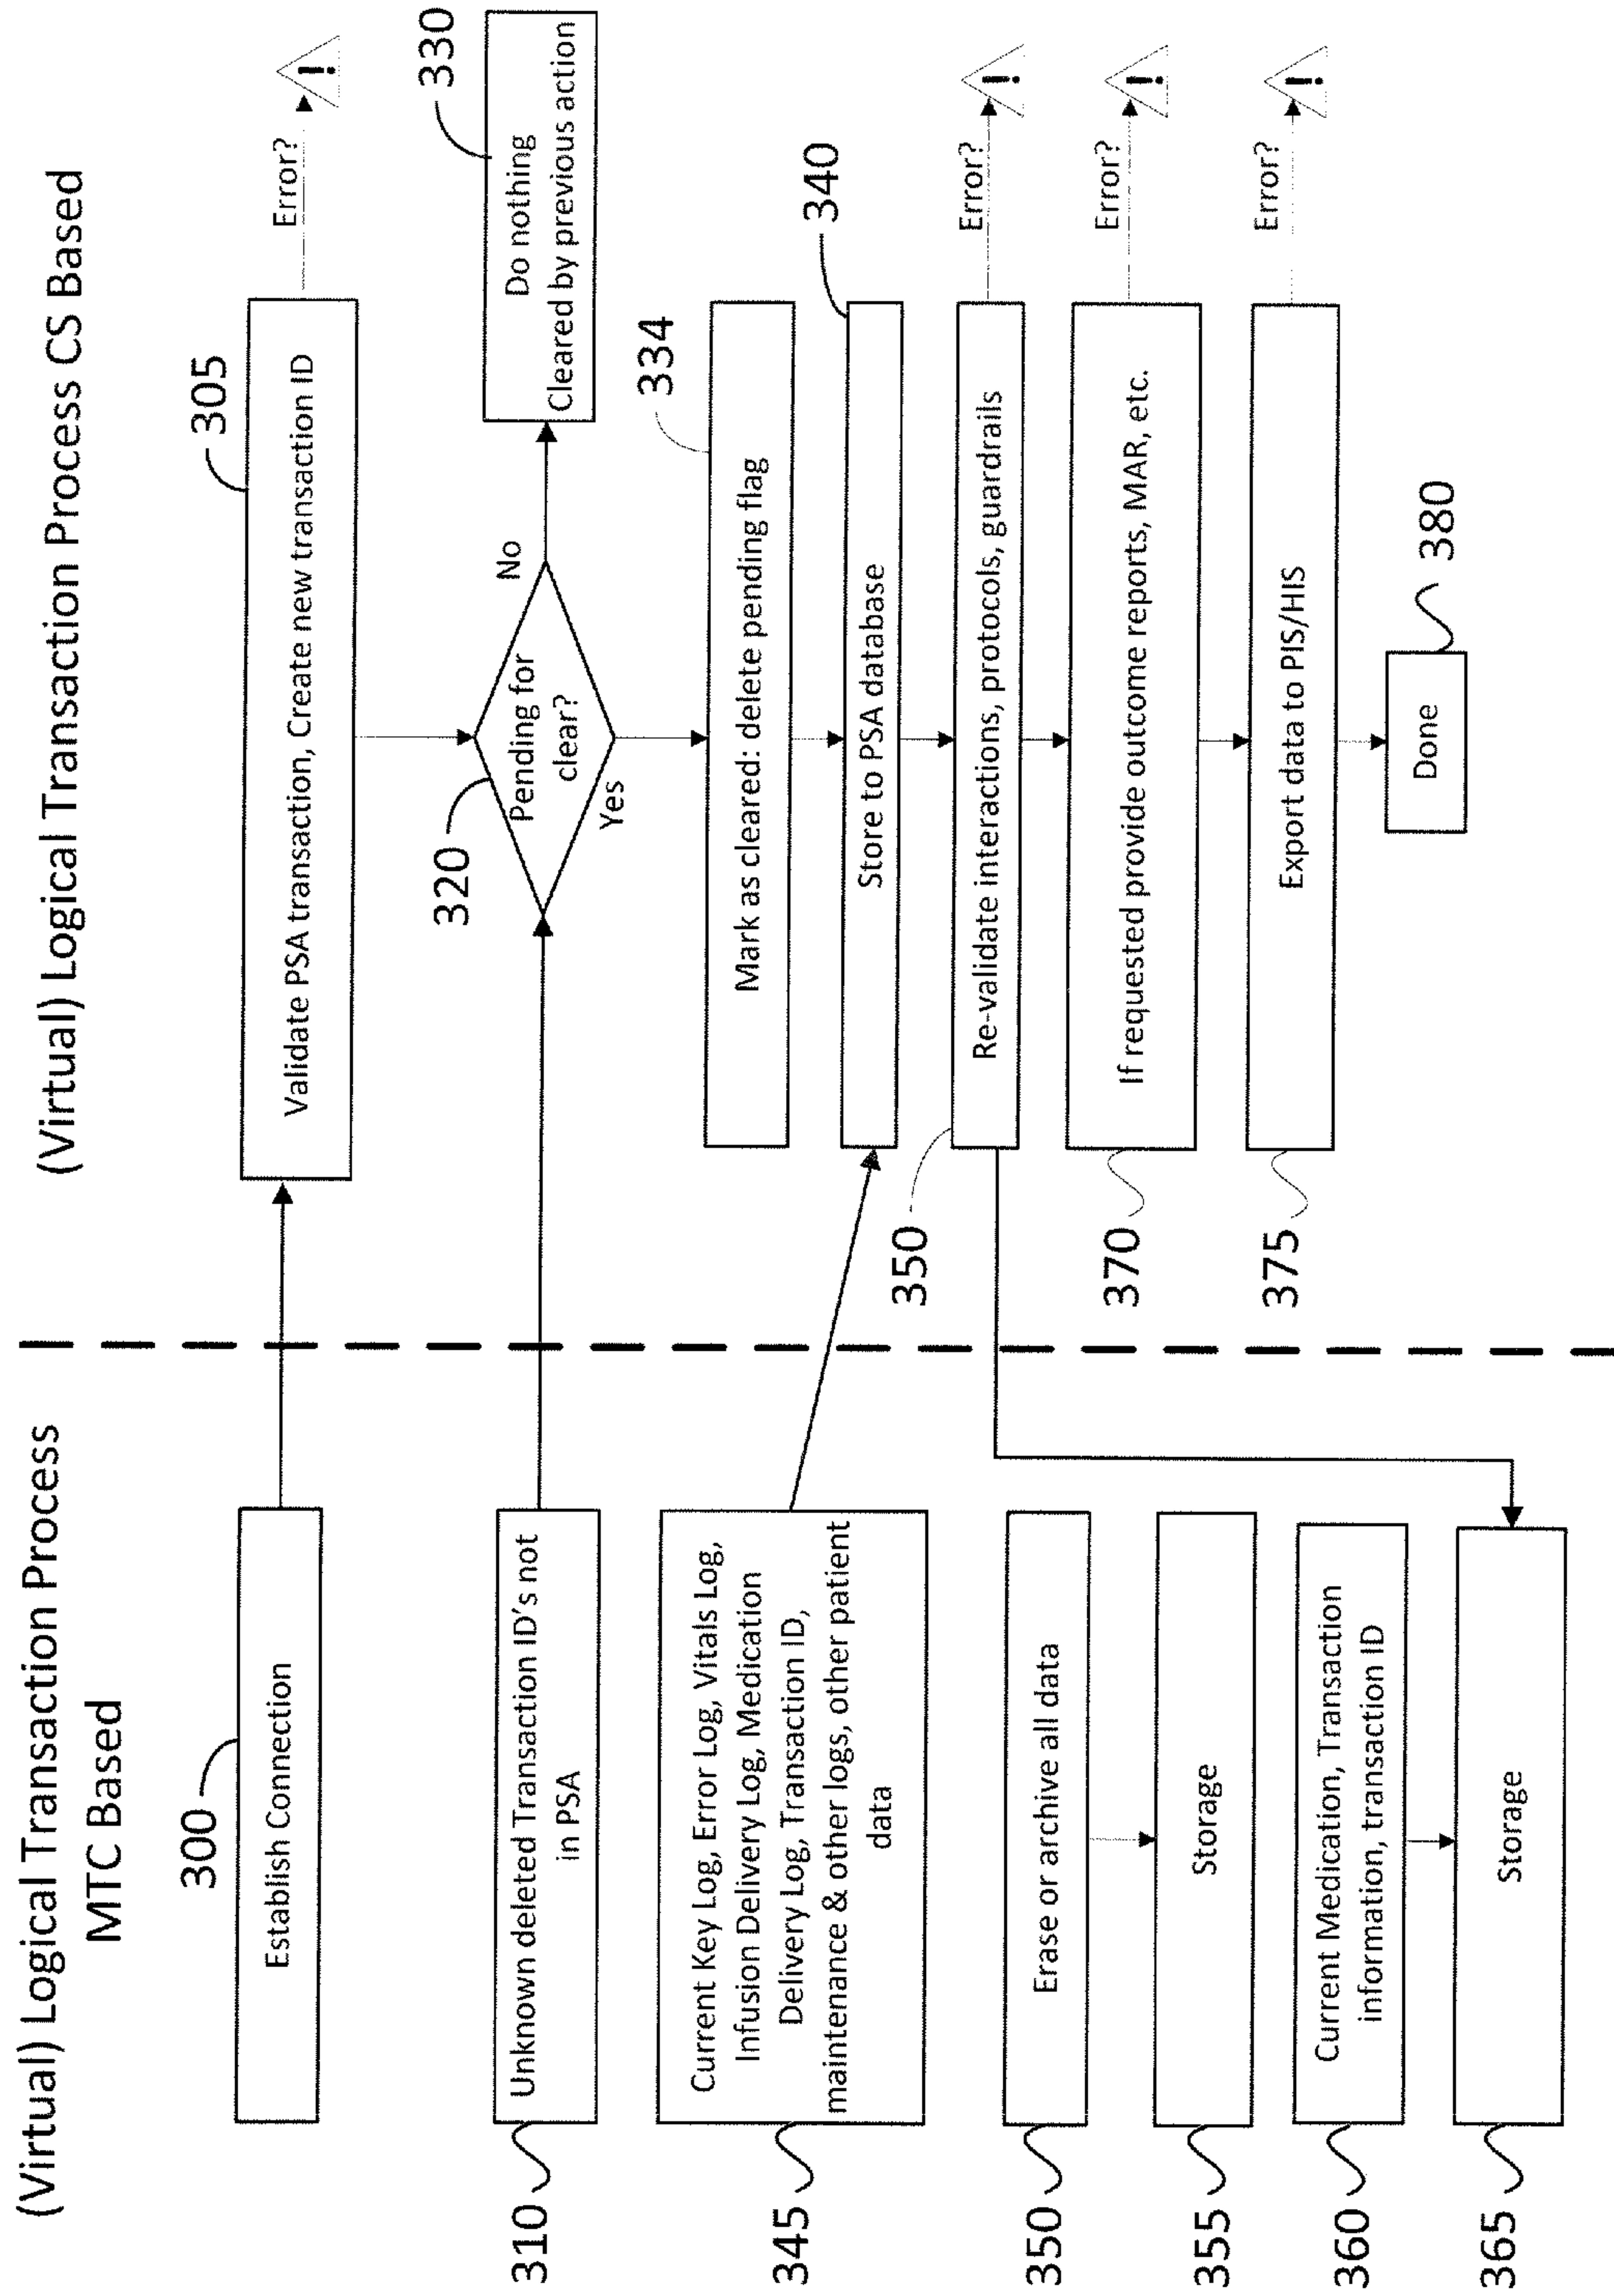 (Virtual) Logical Transaction Process
MTC Based
300
Establish Connection
310
Unknown deleted Transaction ID's not
in PSA
345
Current Key Log, Error Log, Vitals Log,
Infusion Delivery Log, Medication
Delivery Log, Transaction ID,
maintenance & other logs, other patient
data
350
Erase or archive all data
355
Storage
360
Current Medication, Transaction
information, transaction ID
365
Storage
(Virtual) Logical Transaction Process CS Based
305
Validate PSA transaction, Create new transaction ID
Error?
!
320
Pending for
clear?
No
Yes
330
Do nothing
Cleared by previous action
334
Mark as cleared: delete pending flag
340
Store to PSA database
350
Re-validate interactions, protocols, guardrails
Error?
!
370
If requested provide outcome reports, MAR, etc.
Error?
!
375
Export data to PIS/HIS
Error?
!
Done
380